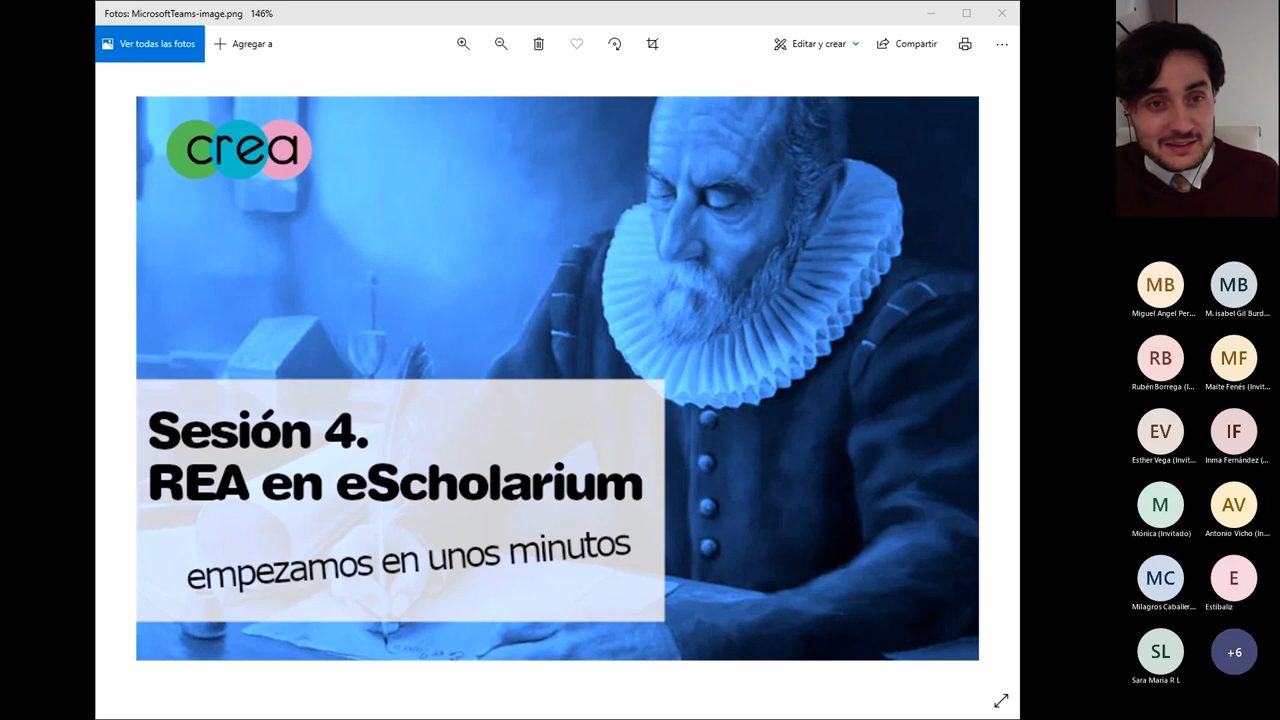 Fotos: MicrosoftTeams-image.png 146%
Ver todas las fotos
Agregar a
Editar y crear
Compartir
crea
Sesión 4.
REA en eScholarium
empezamos en unos minutos
MB
MB
Miguel Angel Per...
M. isabel Gil Burd...
RB
MF
Rubén Borrega (I...
Maite Fenés (Invit...
EV
IF
Esther Vega (Invit...
Inma Fernández (...
M
AV
Mónica (Invitado)
Antonio Vicho (In...
MC
E
Milagros Caballer...
Estíbaliz
SL
+6
Sara Maria R L